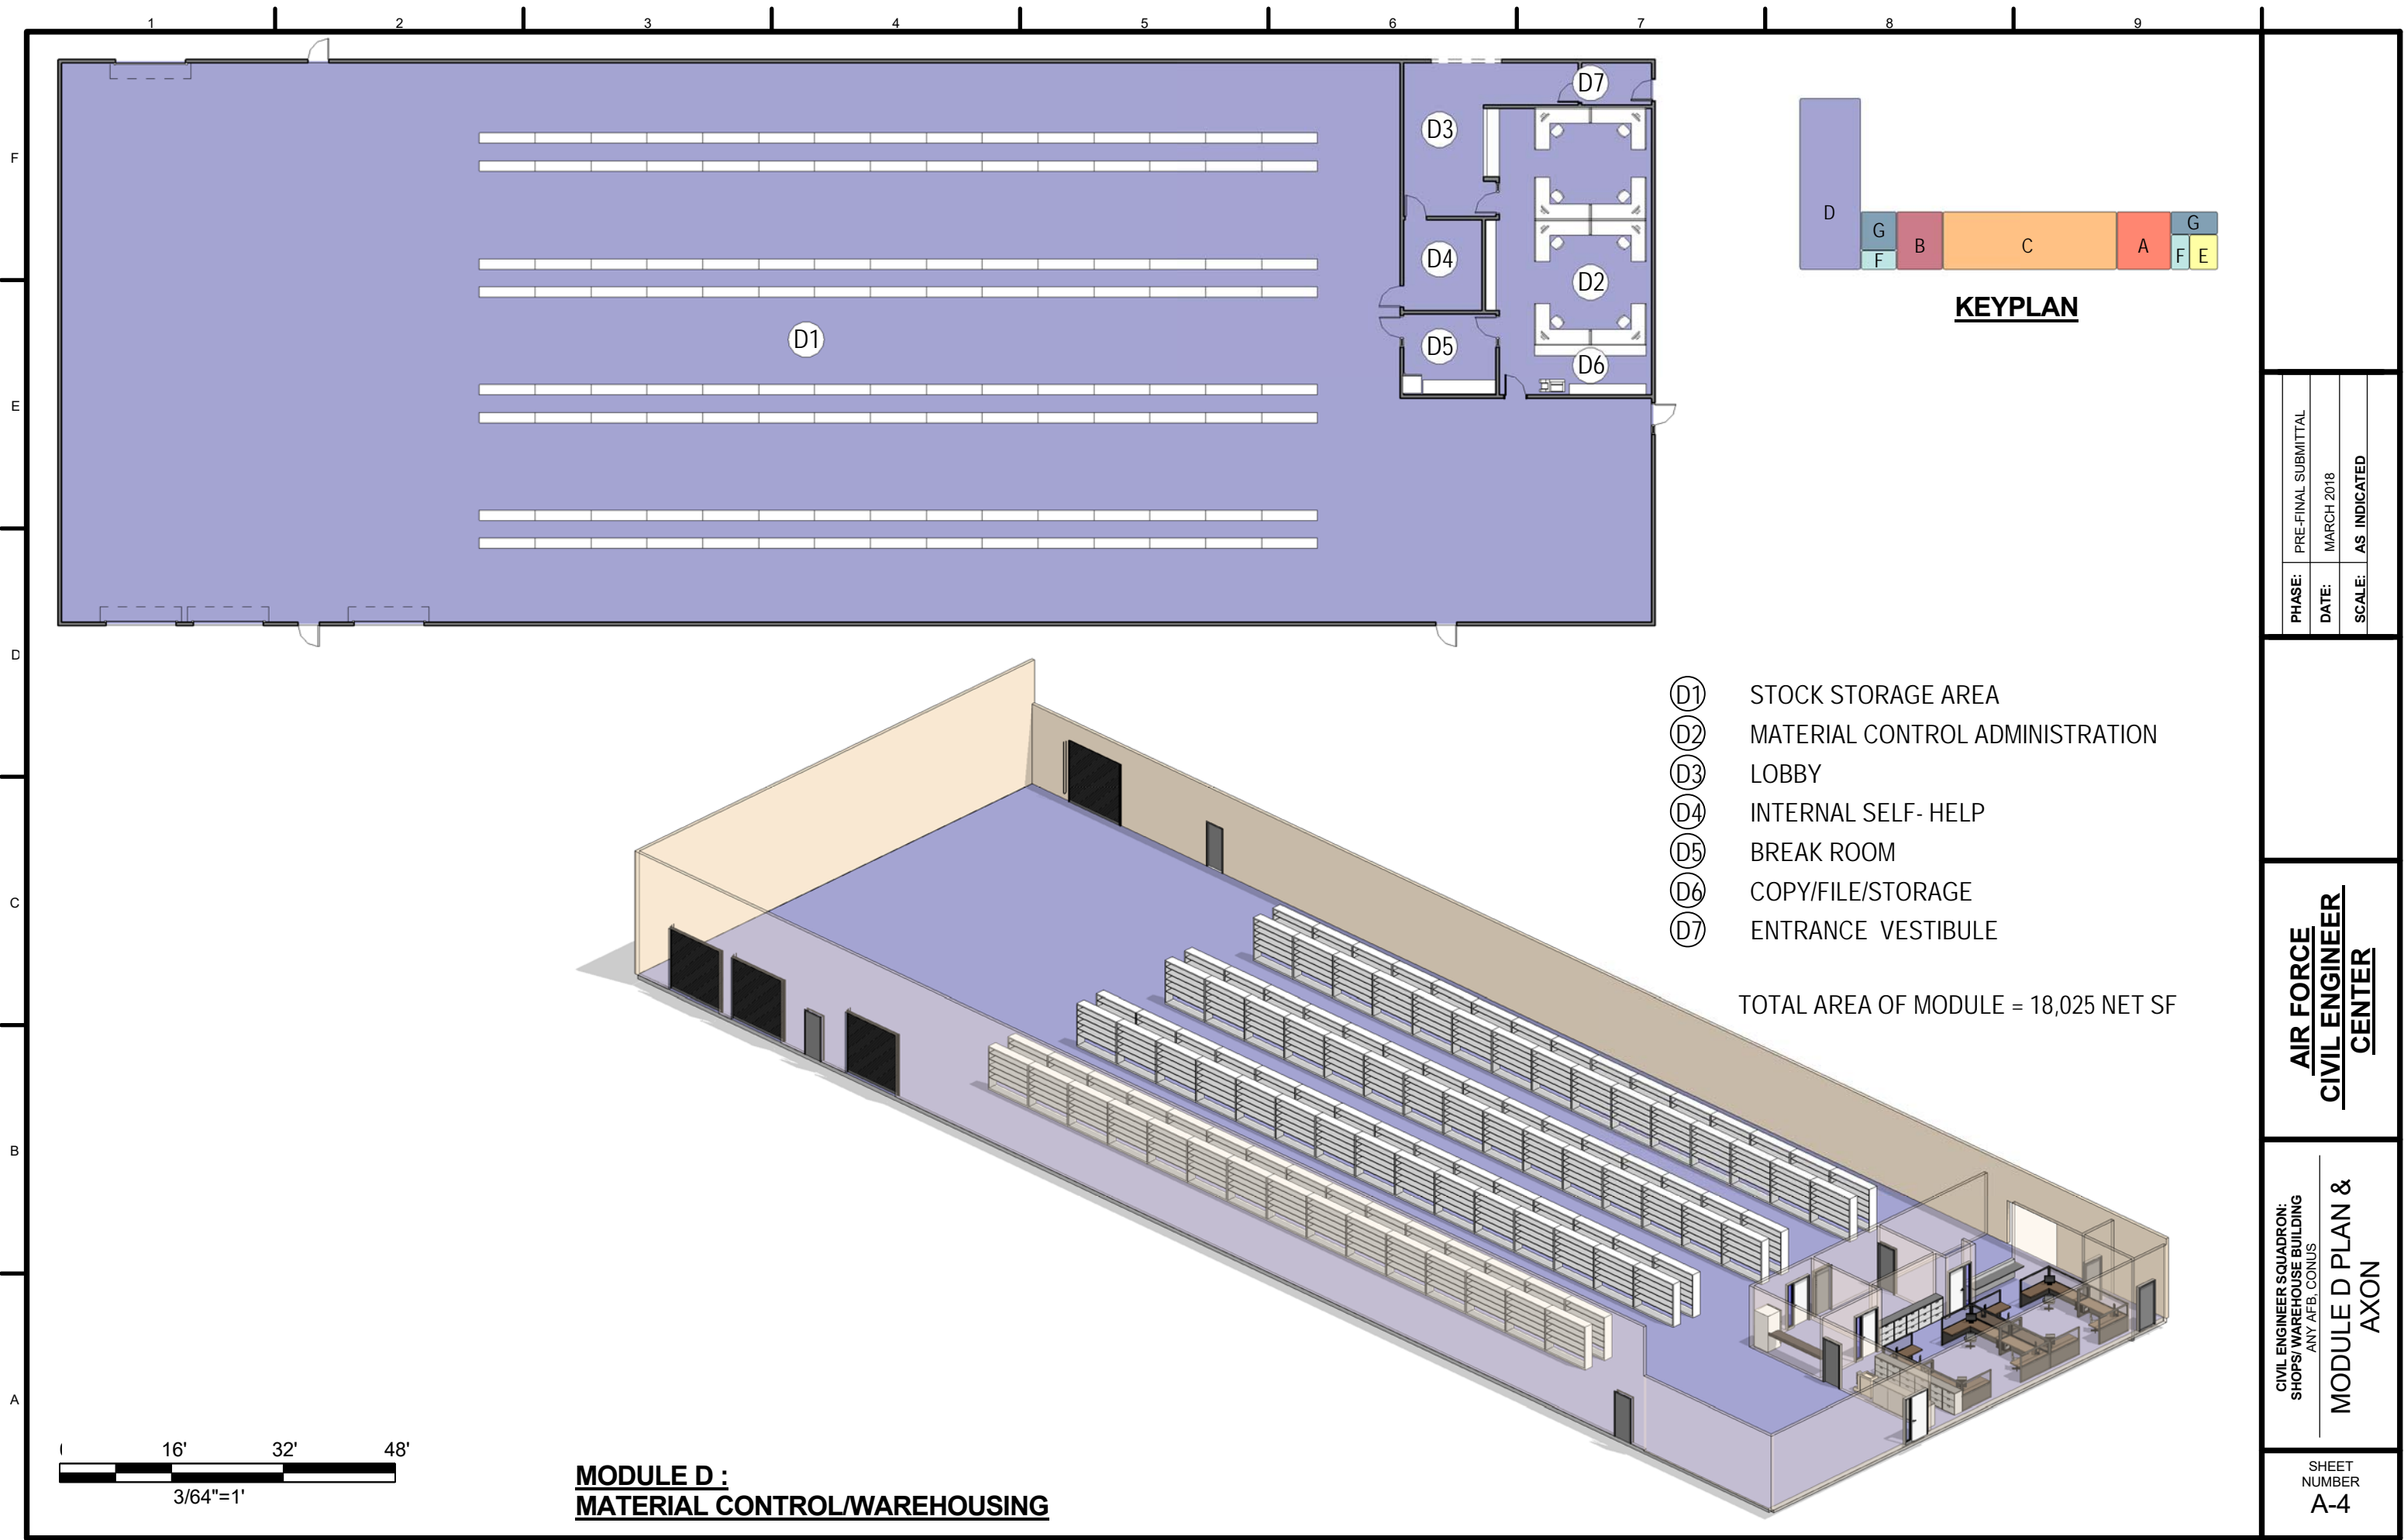 1 2 3 4 5 6 7 8 9
F
E
D
C
B
A
D7
D3
D4
D2
D1
D5
D6
D
G
F
B
C
A
G
F
E
KEYPLAN
D1 STOCK STORAGE AREA
D2 MATERIAL CONTROL ADMINISTRATION
D3 LOBBY
D4 INTERNAL SELF- HELP
D5 BREAK ROOM
D6 COPY/FILE/STORAGE
D7 ENTRANCE VESTIBULE
TOTAL AREA OF MODULE = 18,025 NET SF
16' 32' 48'
3/64"=1'
MODULE D :
MATERIAL CONTROL/WAREHOUSING
PHASE: PRE-FINAL SUBMITTAL
DATE: MARCH 2018
SCALE: AS INDICATED
AIR FORCE
CIVIL ENGINEER
CENTER
CIVIL ENGINEER SQUADRON:
SHOPS/ WAREHOUSE BUILDING
ANY AFB, CONUS
MODULE D PLAN &
AXON
SHEET
NUMBER
A-4